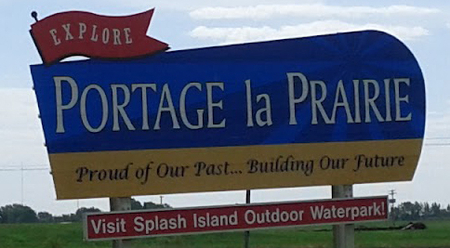 EXPLORE
PORTAGE la PRAIRIE
Proud of Our Past... Building Our Future
Visit Splash Island Outdoor Waterpark!